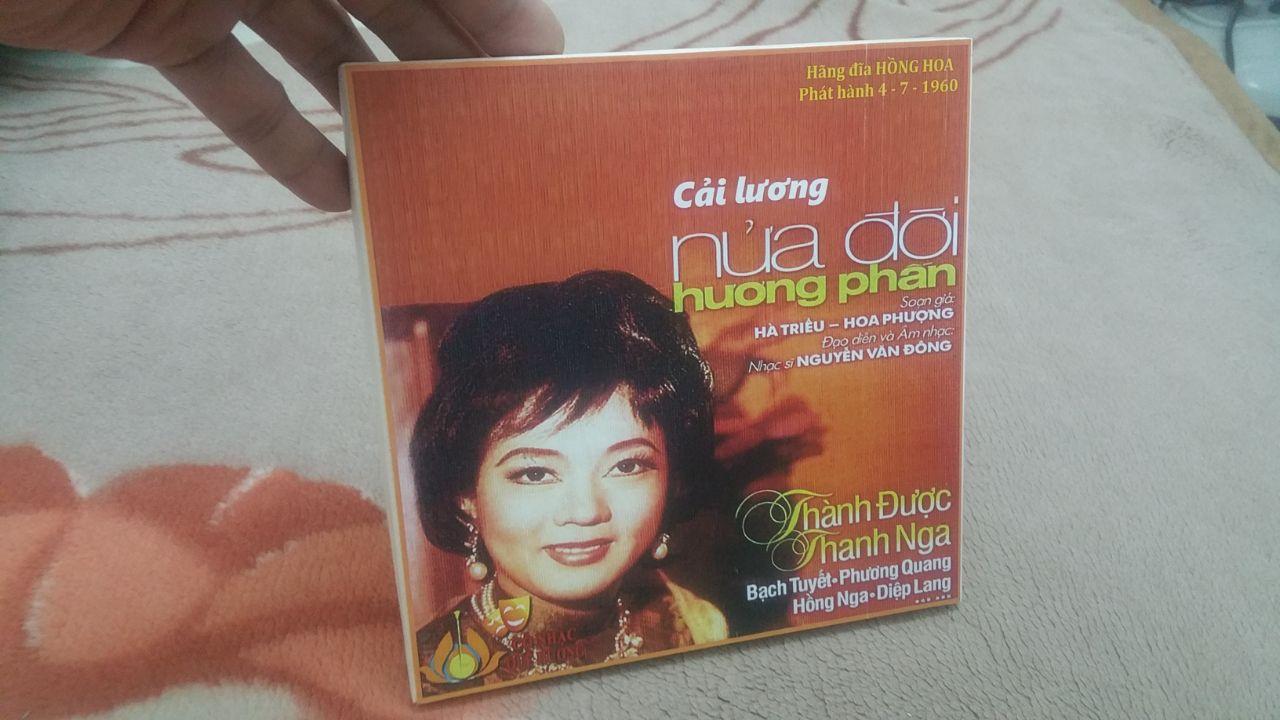 Hãng đĩa HỒNG HOA
Phát hành 4 - 7 - 1960
Cải lương
nửa đời
hương phấn
Soạn giả:
HÀ TRIỀU – HOA PHƯỢNG
Đạo diễn và Âm nhạc:
Nhạc sĩ NGUYỄN VĂN ĐÔNG
Thành Được
Thanh Nga
Bạch Tuyết • Phương Quang
Hồng Nga • Diệp Lang
... ...